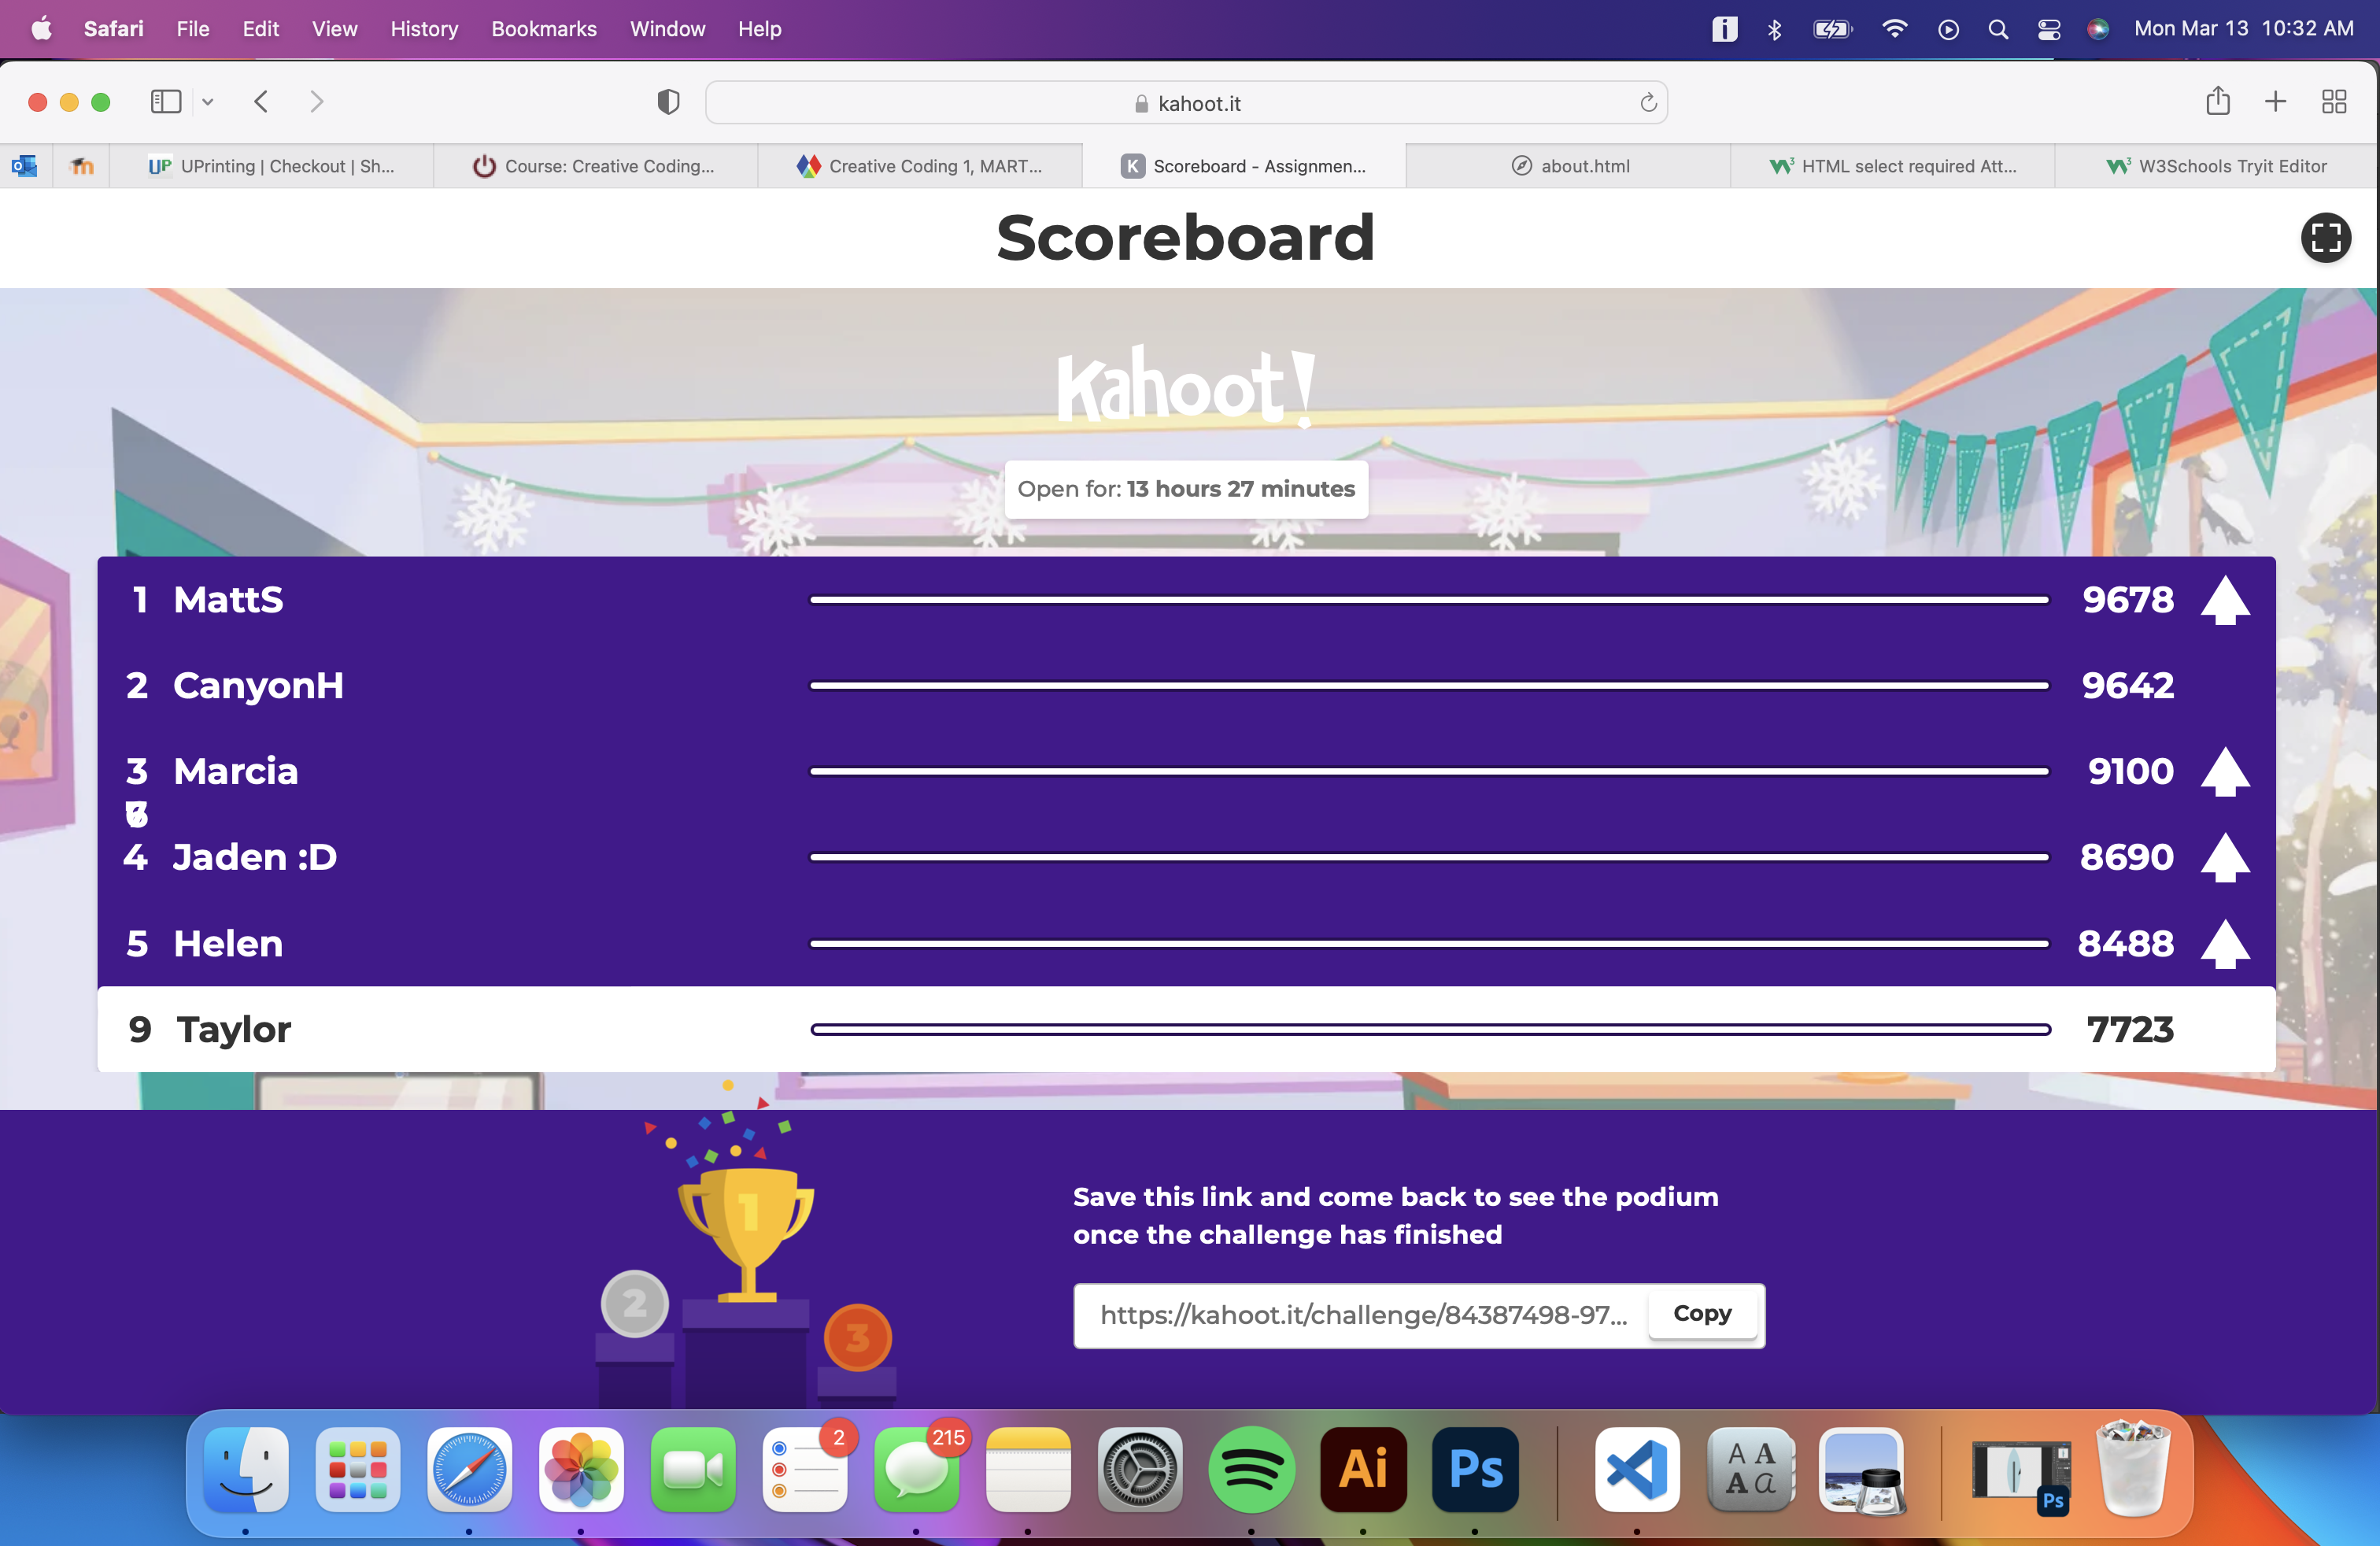 Safari File Edit View History Bookmarks Window Help Mon Mar 13 10:32 AM
kahoot.it
UPrinting | Checkout | Sh... Course: Creative Coding... Creative Coding 1, MART... Scoreboard - Assignmen... about.html HTML select required Att... W3Schools Tryit Editor
Scoreboard
Kahoot!
Open for: 13 hours 27 minutes
1 MattS 9678
2 CanyonH 9642
3 Marcia 9100
4 Jaden :D 8690
5 Helen 8488
9 Taylor 7723
1
2
3
Save this link and come back to see the podium
once the challenge has finished
https://kahoot.it/challenge/84387498-97... Copy
2 215
Ai Ps
A A
A a
Ps